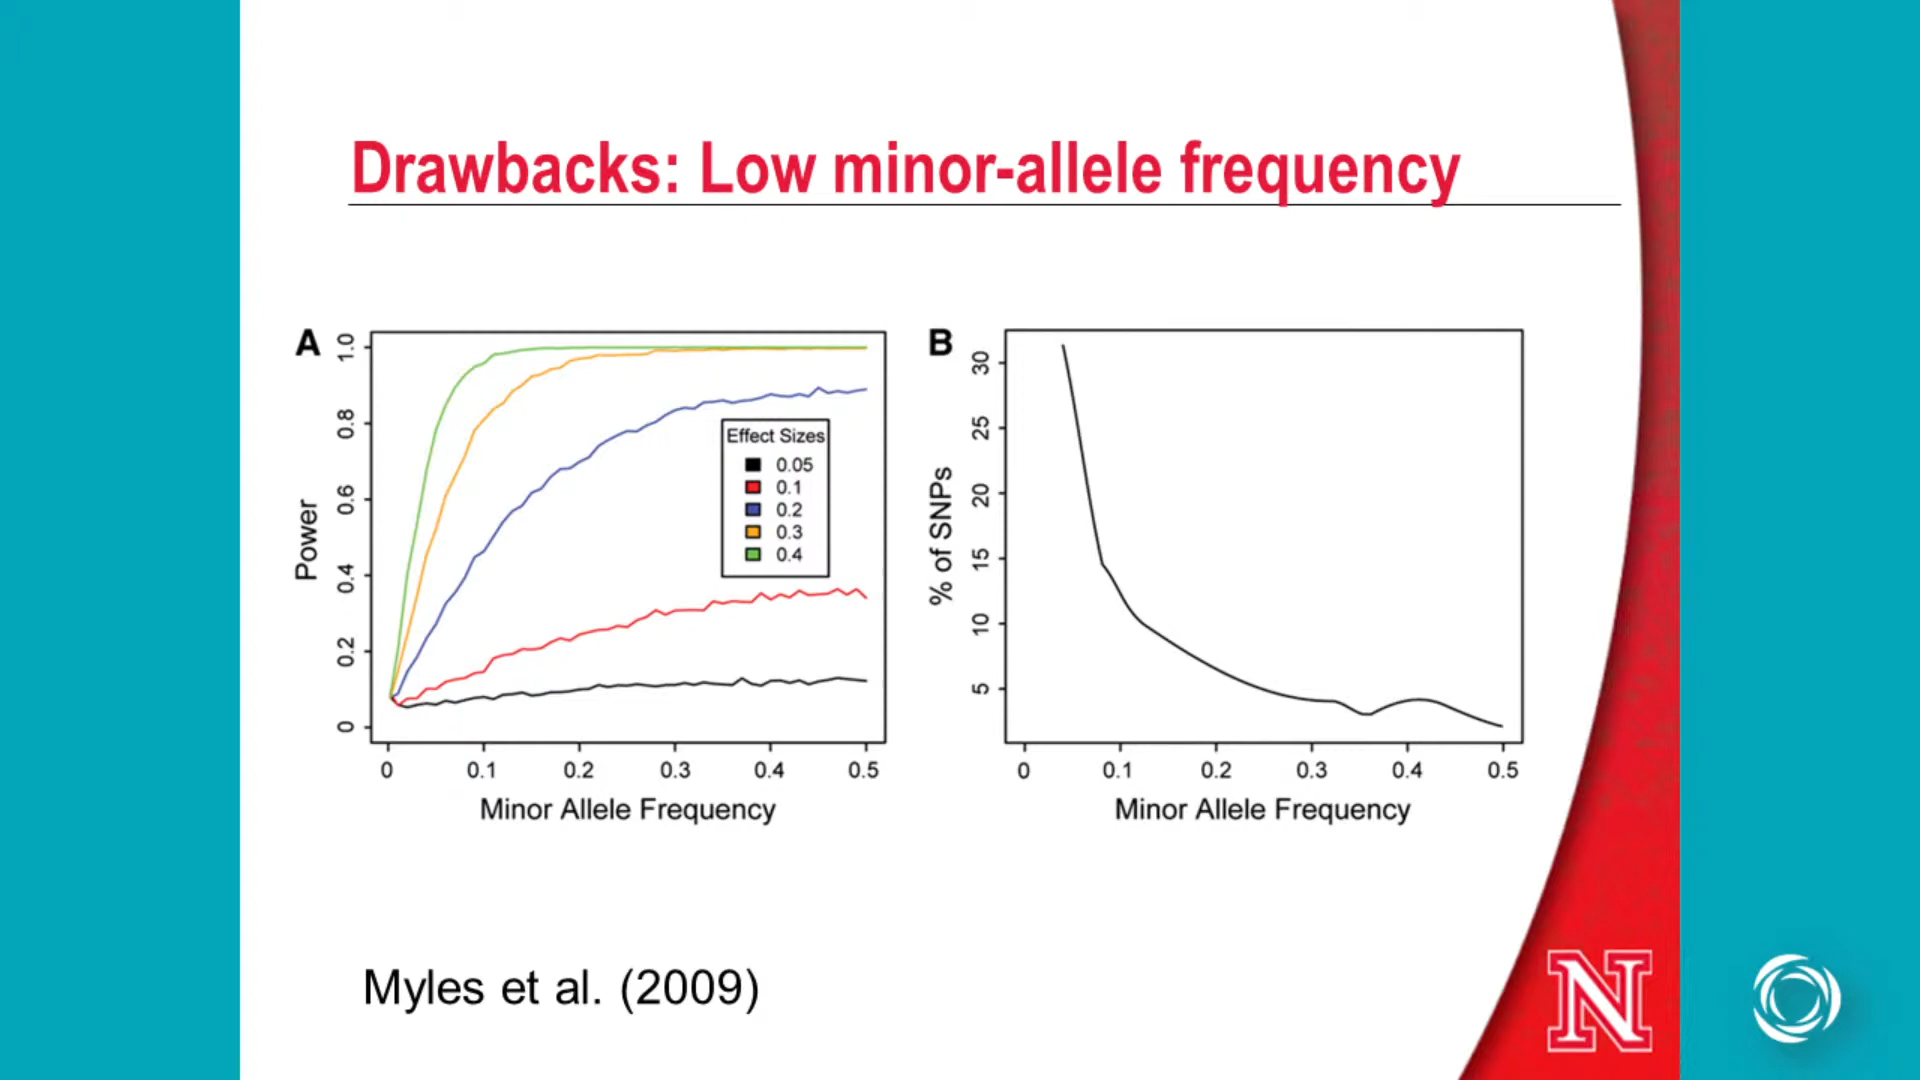 Drawbacks: Low minor-allele frequency
A
Power
1.0
0.8
0.6
0.4
0.2
0
Effect Sizes
0.05
0.1
0.2
0.3
0.4
0 0.1 0.2 0.3 0.4 0.5
Minor Allele Frequency
B
% of SNPs
30
25
20
15
10
5
0 0.1 0.2 0.3 0.4 0.5
Minor Allele Frequency
Myles et al. (2009)
N